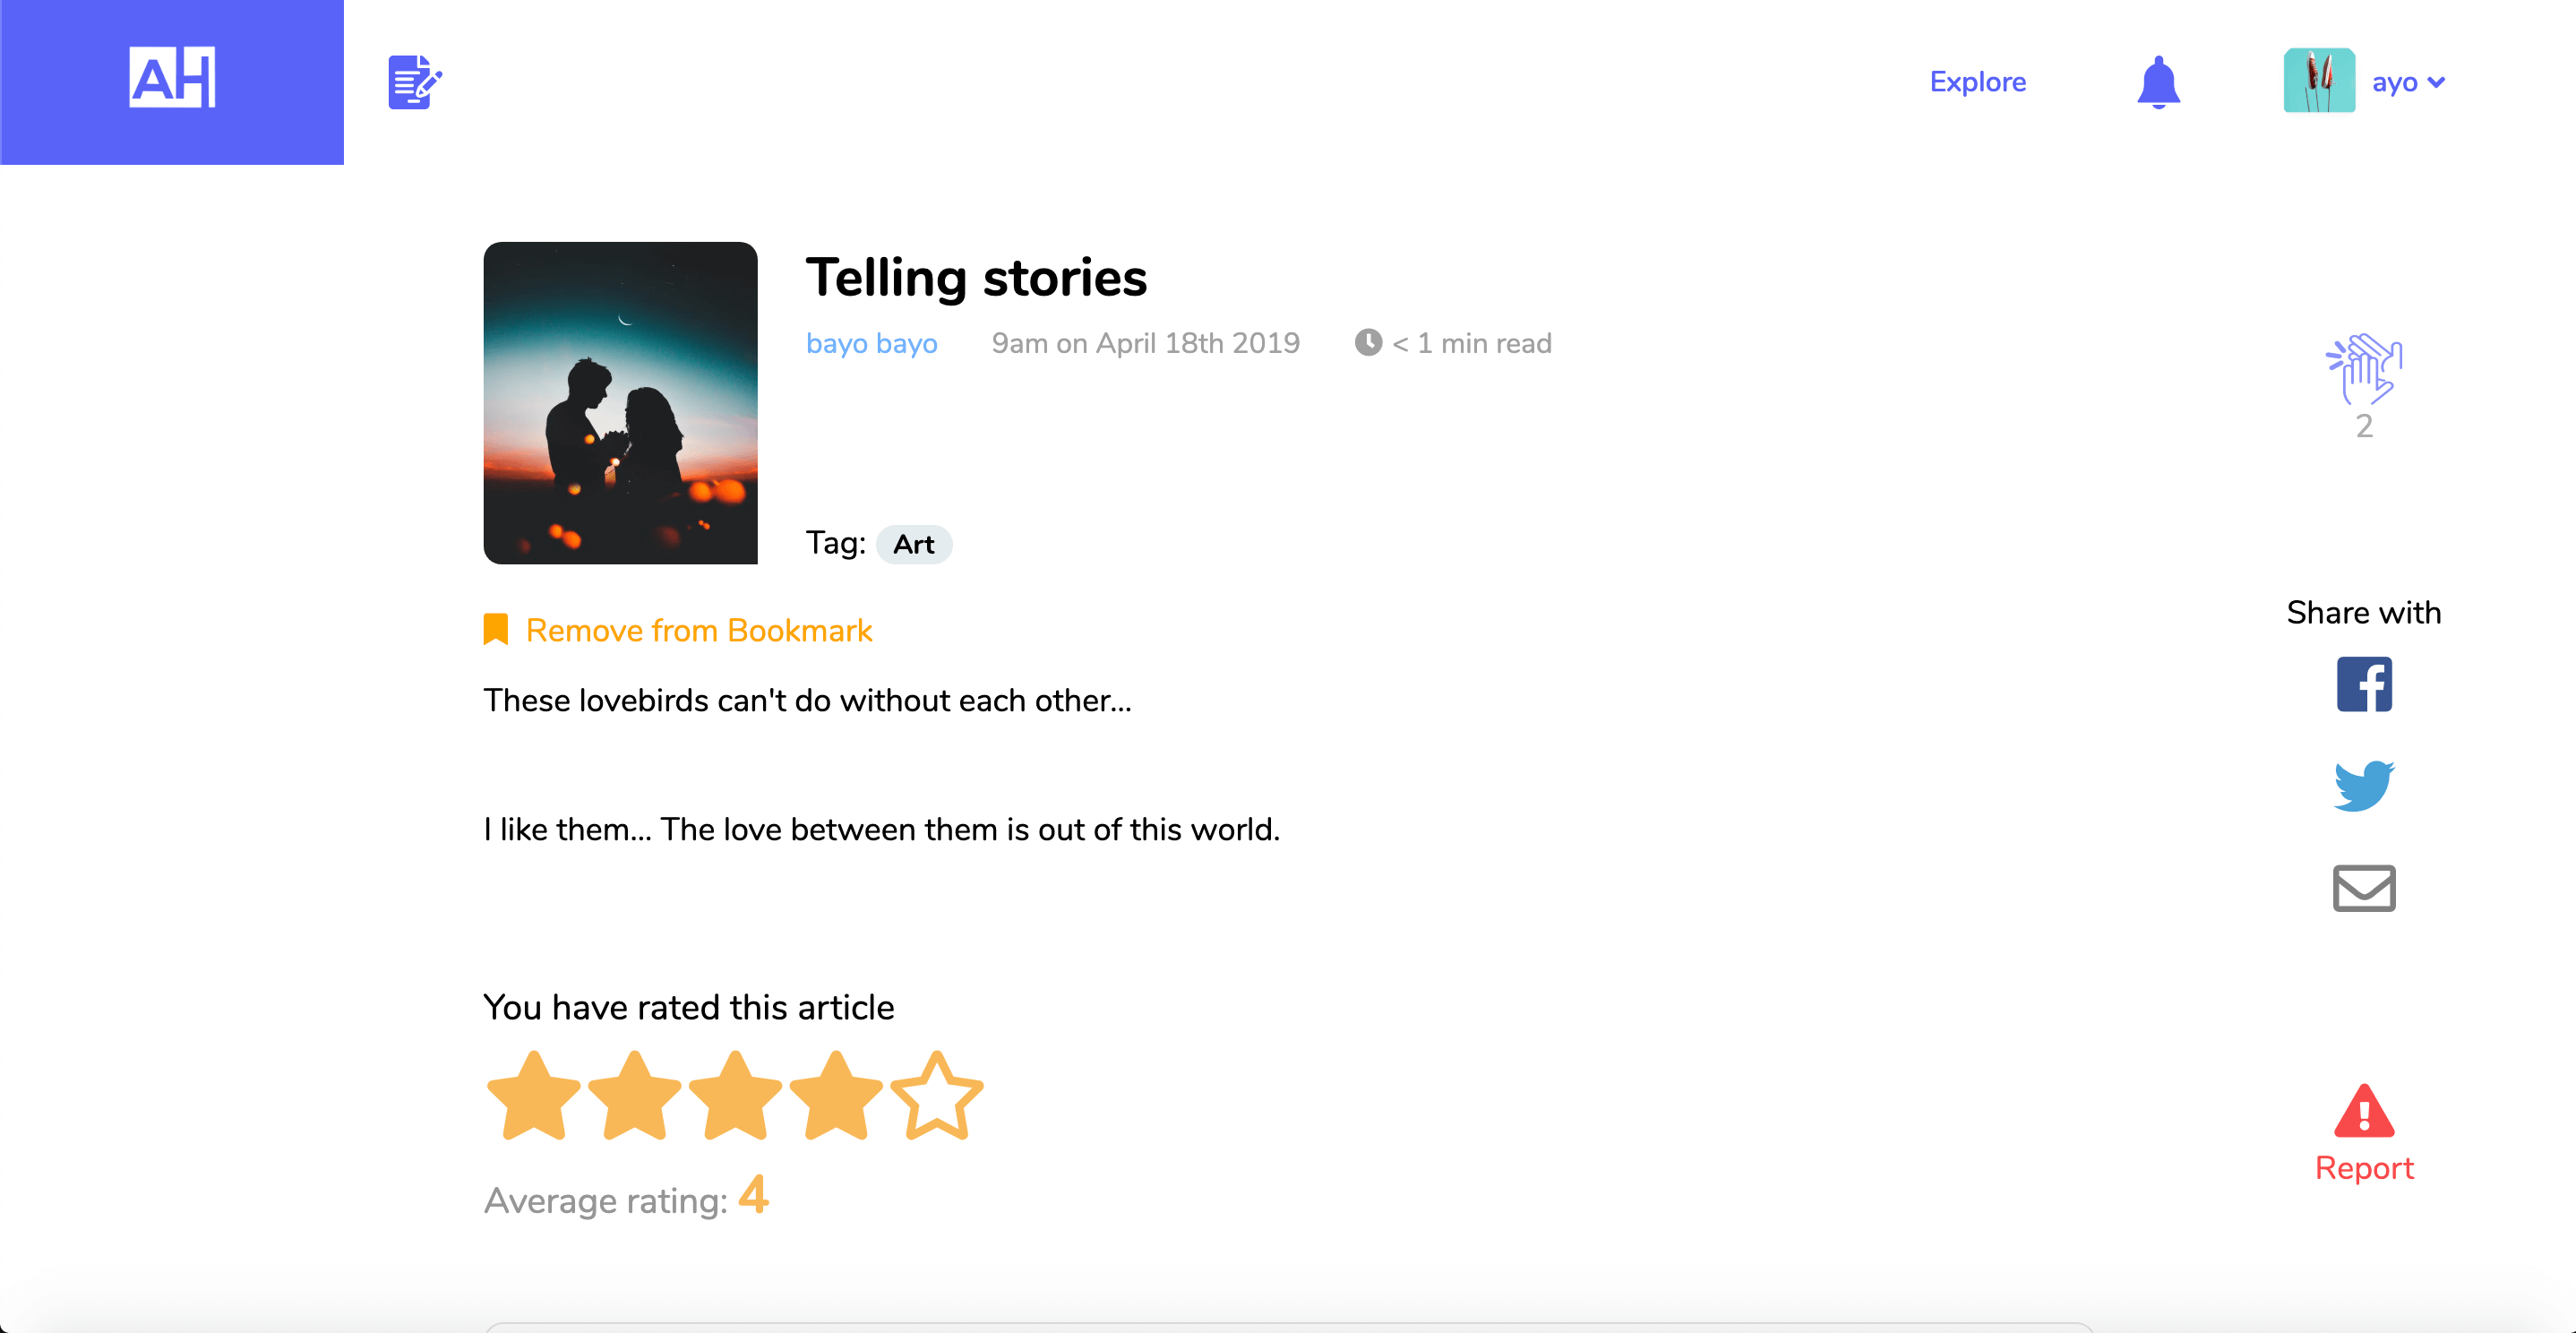 AH
Explore
ayo
Telling stories
bayo bayo 9am on April 18th 2019 < 1 min read
2
Tag: Art
Share with
Remove from Bookmark
These lovebirds can't do without each other...
I like them... The love between them is out of this world.
You have rated this article
Average rating: 4
Report